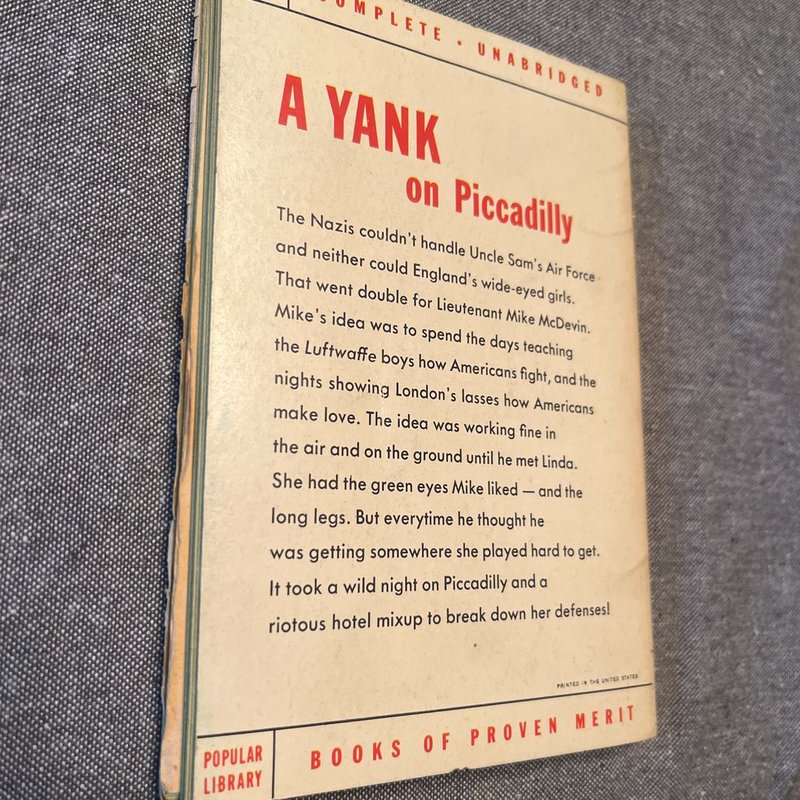 COMPLETE • UNABRIDGED
A YANK
on Piccadilly
The Nazis couldn't handle Uncle Sam's Air Force
and neither could England's wide-eyed girls.
That went double for Lieutenant Mike McDevin.
Mike's idea was to spend the days teaching
the Luftwaffe boys how Americans fight, and the
nights showing London's lasses how Americans
make love. The idea was working fine in
the air and on the ground until he met Linda.
She had the green eyes Mike liked — and the
long legs. But everytime he thought he
was getting somewhere she played hard to get.
It took a wild night on Piccadilly and a
riotous hotel mixup to break down her defenses!
PRINTED IN THE UNITED STATES
POPULAR
LIBRARY
BOOKS OF PROVEN MERIT